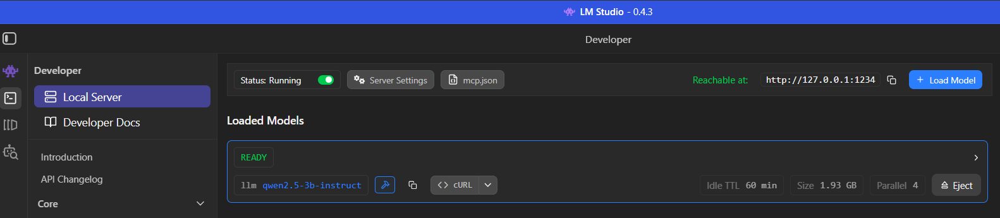 LM Studio - 0.4.3
Developer
Developer
Local Server
Developer Docs
Introduction
API Changelog
Core
Status: Running
Server Settings
mcp.json
Reachable at:
http://127.0.0.1:1234
+ Load Model
Loaded Models
READY
llm qwen2.5-3b-instruct
cURL
Idle TTL 60 min
Size 1.93 GB
Parallel 4
Eject